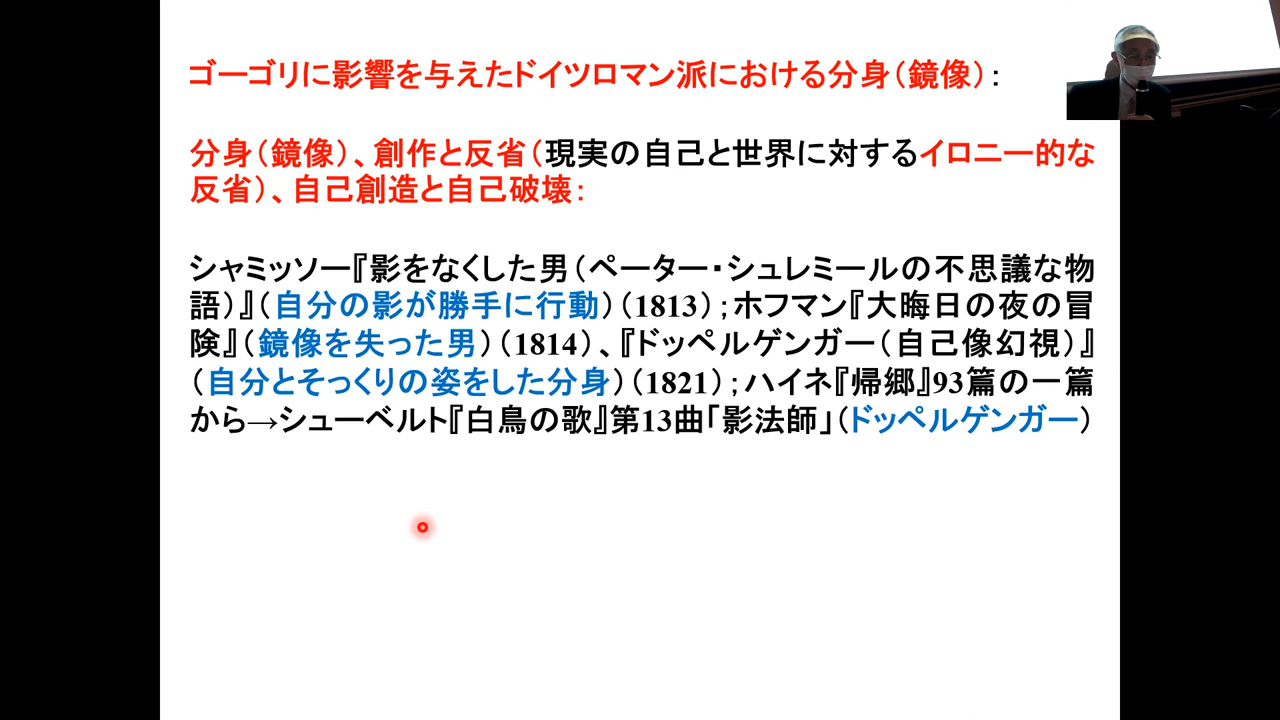 ゴーゴリに影響を与えたドイツロマン派における分身（鏡像）：
分身（鏡像）、創作と反省（現実の自己と世界に対するイロニー的な
反省）、自己創造と自己破壊：
シャミッソー『影をなくした男（ペーター・シュレミールの不思議な物
語）』（自分の影が勝手に行動）（1813）；ホフマン『大晦日の夜の冒
険』（鏡像を失った男）（1814）、『ドッペルゲンガー（自己像幻視）』
（自分とそっくりの姿をした分身）（1821）；ハイネ『帰郷』93篇の一篇
から→シューベルト『白鳥の歌』第13曲「影法師」（ドッペルゲンガー）